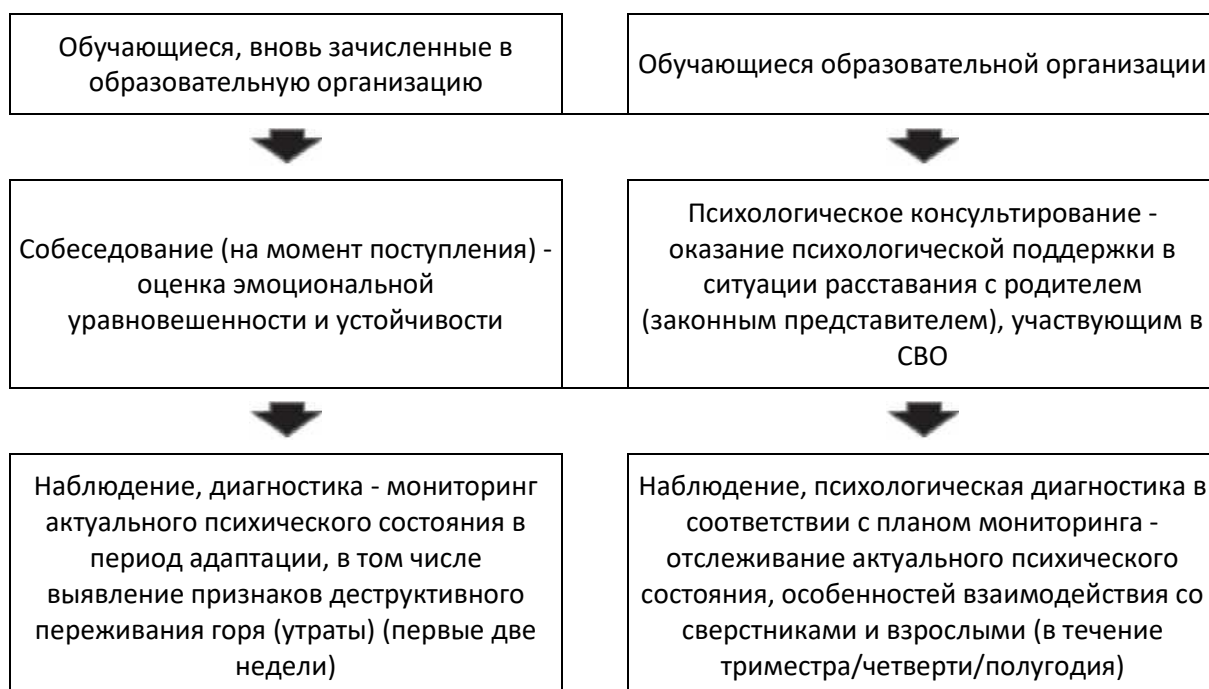 Обучающиеся, вновь зачисленные в
образовательную организацию
Обучающиеся образовательной организации
Собеседование (на момент поступления) -
оценка эмоциональной
уравновешенности и устойчивости
Психологическое консультирование -
оказание психологической поддержки в
ситуации расставания с родителем
(законным представителем), участвующим в
СВО
Наблюдение, диагностика - мониторинг
актуального психического состояния в
период адаптации, в том числе
выявление признаков деструктивного
переживания горя (утраты) (первые две
недели)
Наблюдение, психологическая диагностика в
соответствии с планом мониторинга -
отслеживание актуального психического
состояния, особенностей взаимодействия со
сверстниками и взрослыми (в течение
триместра/четверти/полугодия)